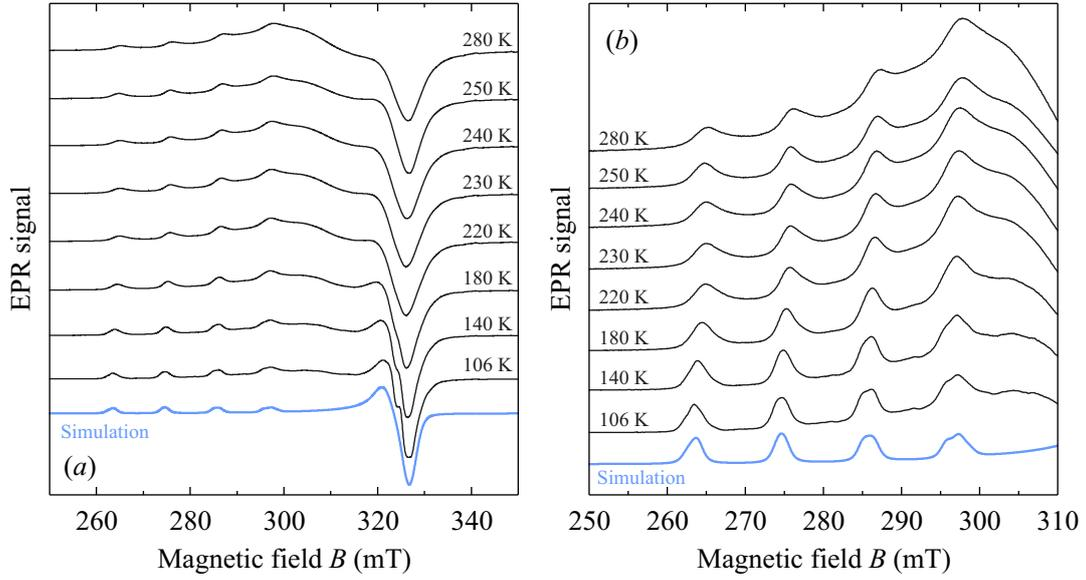 EPR signal
280 K
250 K
240 K
230 K
220 K
180 K
140 K
106 K
Simulation
(a)
260 280 300 320 340
Magnetic field B (mT)
(b)
EPR signal
280 K
250 K
240 K
230 K
220 K
180 K
140 K
106 K
Simulation
250 260 270 280 290 300 310
Magnetic field B (mT)